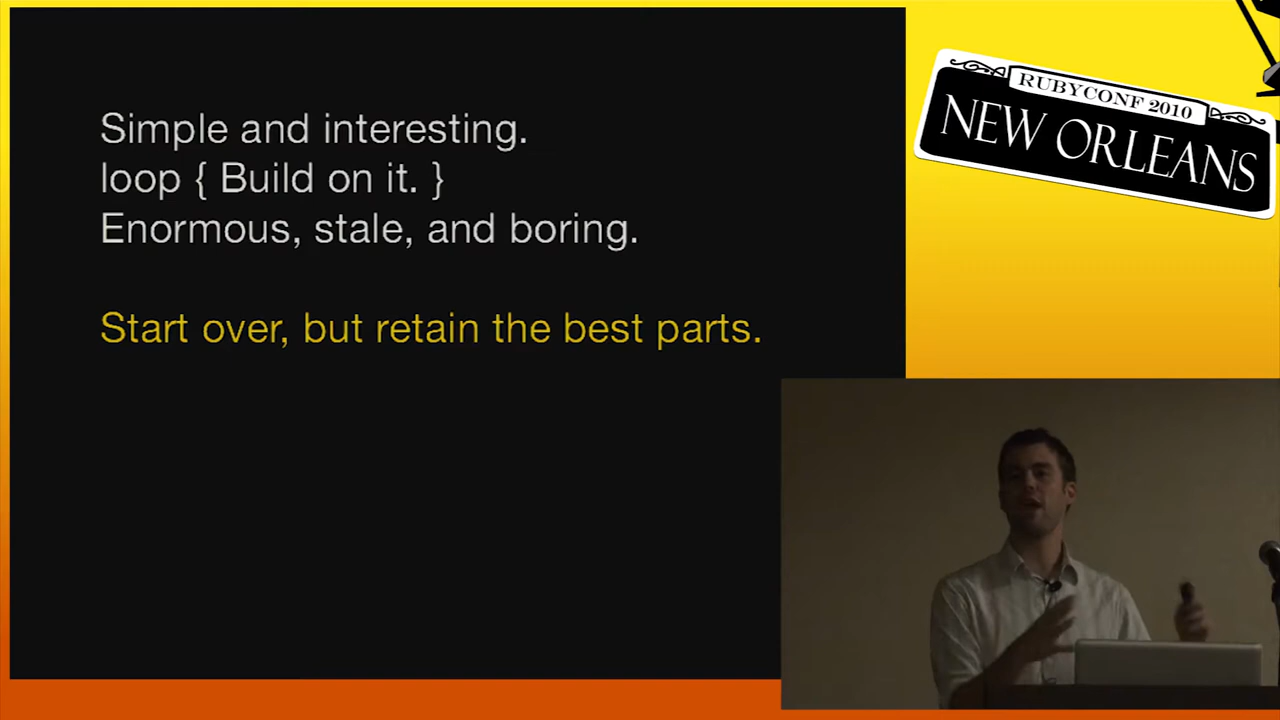 Simple and interesting.
loop { Build on it. }
Enormous, stale, and boring.
Start over, but retain the best parts.
RUBYCONF 2010
NEW ORLEANS